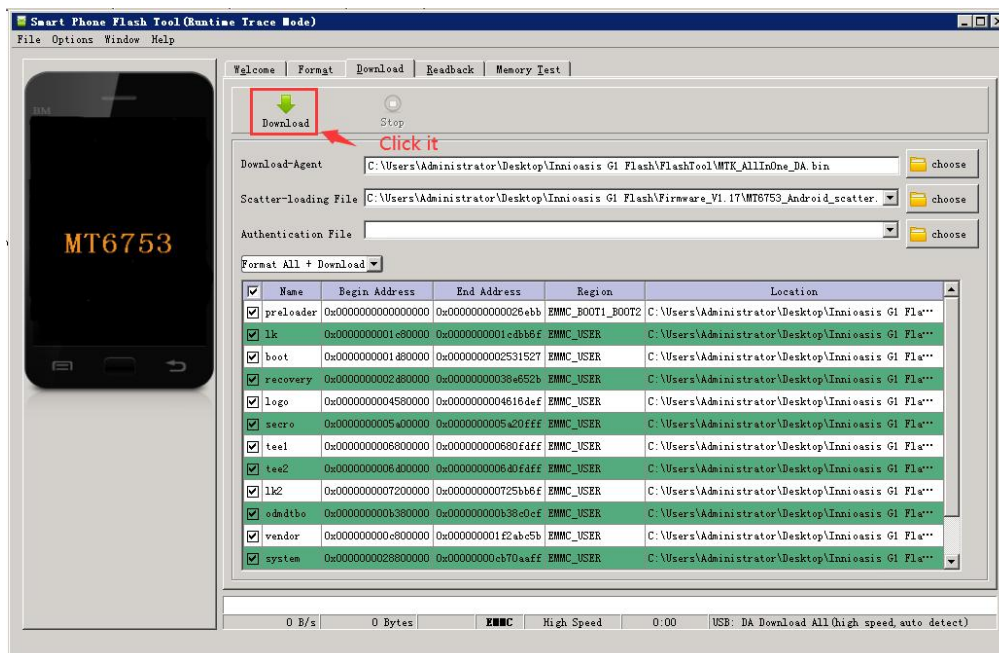 Smart Phone Flash Tool(Runtime Trace Mode)
File Options Window Help
BM
MT6753
Welcome Format Download Readback Memory Test
Download Stop
Click it
Download-Agent C:\Users\Administrator\Desktop\Innioasis G1 Flash\FlashTool\MTK_AllInOne_DA.bin choose
Scatter-loading File C:\Users\Administrator\Desktop\Innioasis G1 Flash\Firmware_V1.17\MT6753_Android_scatter. choose
Authentication File choose
Format All + Download
Name Begin Address End Address Region Location
preloader 0x0000000000000000 0x0000000000026ebb EMMC_BOOT1_BOOT2 C:\Users\Administrator\Desktop\Innioasis G1 Fla···
lk 0x0000000001c80000 0x0000000001cdbb6f EMMC_USER C:\Users\Administrator\Desktop\Innioasis G1 Fla···
boot 0x0000000001d80000 0x0000000002531527 EMMC_USER C:\Users\Administrator\Desktop\Innioasis G1 Fla···
recovery 0x0000000002d80000 0x00000000038e652b EMMC_USER C:\Users\Administrator\Desktop\Innioasis G1 Fla···
logo 0x0000000004580000 0x0000000004616def EMMC_USER C:\Users\Administrator\Desktop\Innioasis G1 Fla···
secro 0x0000000005a00000 0x0000000005a20fff EMMC_USER C:\Users\Administrator\Desktop\Innioasis G1 Fla···
tee1 0x0000000006800000 0x000000000680fdff EMMC_USER C:\Users\Administrator\Desktop\Innioasis G1 Fla···
tee2 0x0000000006d00000 0x0000000006d0fdff EMMC_USER C:\Users\Administrator\Desktop\Innioasis G1 Fla···
lk2 0x0000000007200000 0x000000000725bb6f EMMC_USER C:\Users\Administrator\Desktop\Innioasis G1 Fla···
odmdtbo 0x000000000b380000 0x000000000b38c0cf EMMC_USER C:\Users\Administrator\Desktop\Innioasis G1 Fla···
vendor 0x000000000c800000 0x000000001f2abc5b EMMC_USER C:\Users\Administrator\Desktop\Innioasis G1 Fla···
system 0x0000000028800000 0x00000000cb70aaff EMMC_USER C:\Users\Administrator\Desktop\Innioasis G1 Fla···
0 B/s 0 Bytes EMMC High Speed 0:00 USB: DA Download All(high speed,auto detect)